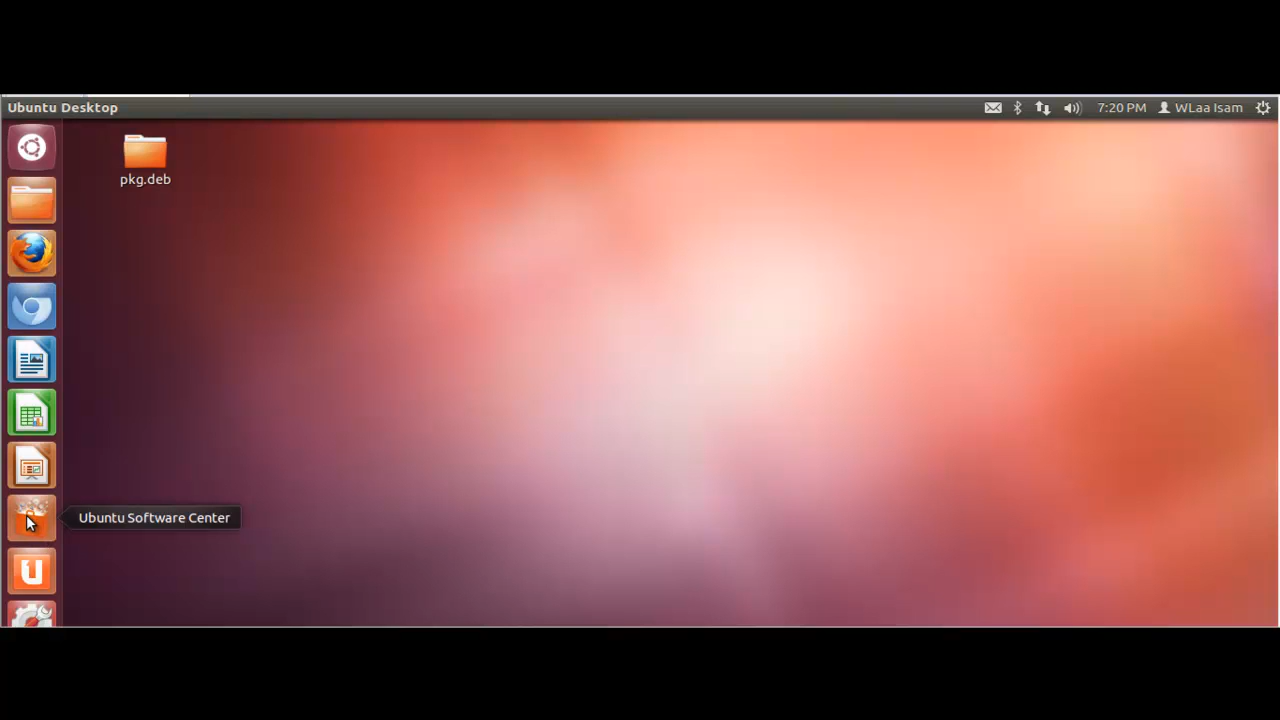 Ubuntu Desktop
7:20 PM WLaa Isam
pkg.deb
Ubuntu Software Center
U